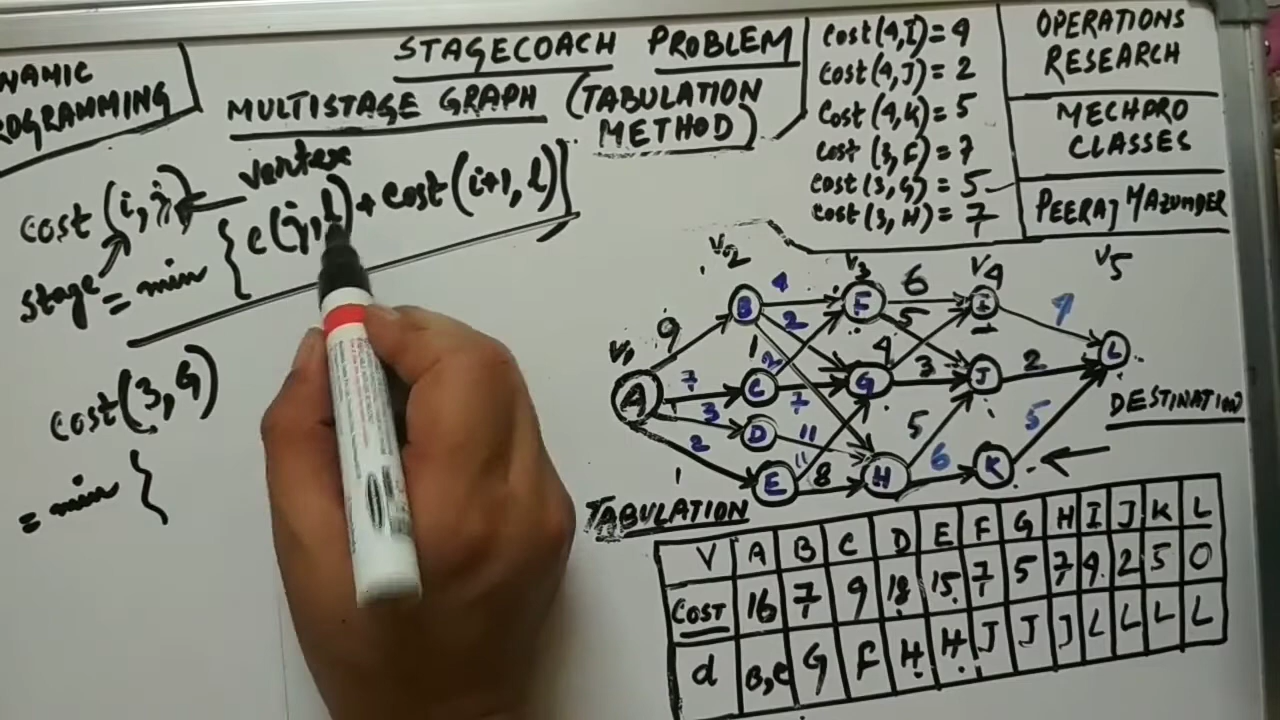 NAMIC
ROGRAMMING
STAGECOACH PROBLEM
MULTISTAGE GRAPH (TABULATION
METHOD)
cost(4,I)=4
cost(4,J)=2
cost(4,K)=5
cost(3,F)=7
cost(3,G)=5
cost(3,H)=7
OPERATIONS
RESEARCH
MECHPRO
CLASSES
PEERAJ MAZUMDER
cost(i,j) vertex
stage = min { c(j,l) + cost(i+1, l)]
cost(3,G)
= min {
V1 V2 V3 V4 V5
A B C D E F G H I J K L
9 7 3 2
4 2 1 2 7 11 11 8
6 5 4 3 5 6
4 2 5
DESTINATION
TABULATION
V A B C D E F G H I J K L
COST 16 7 9 18 15 7 5 7 4 2 5 0
d B,C G F H H J J J L L L L